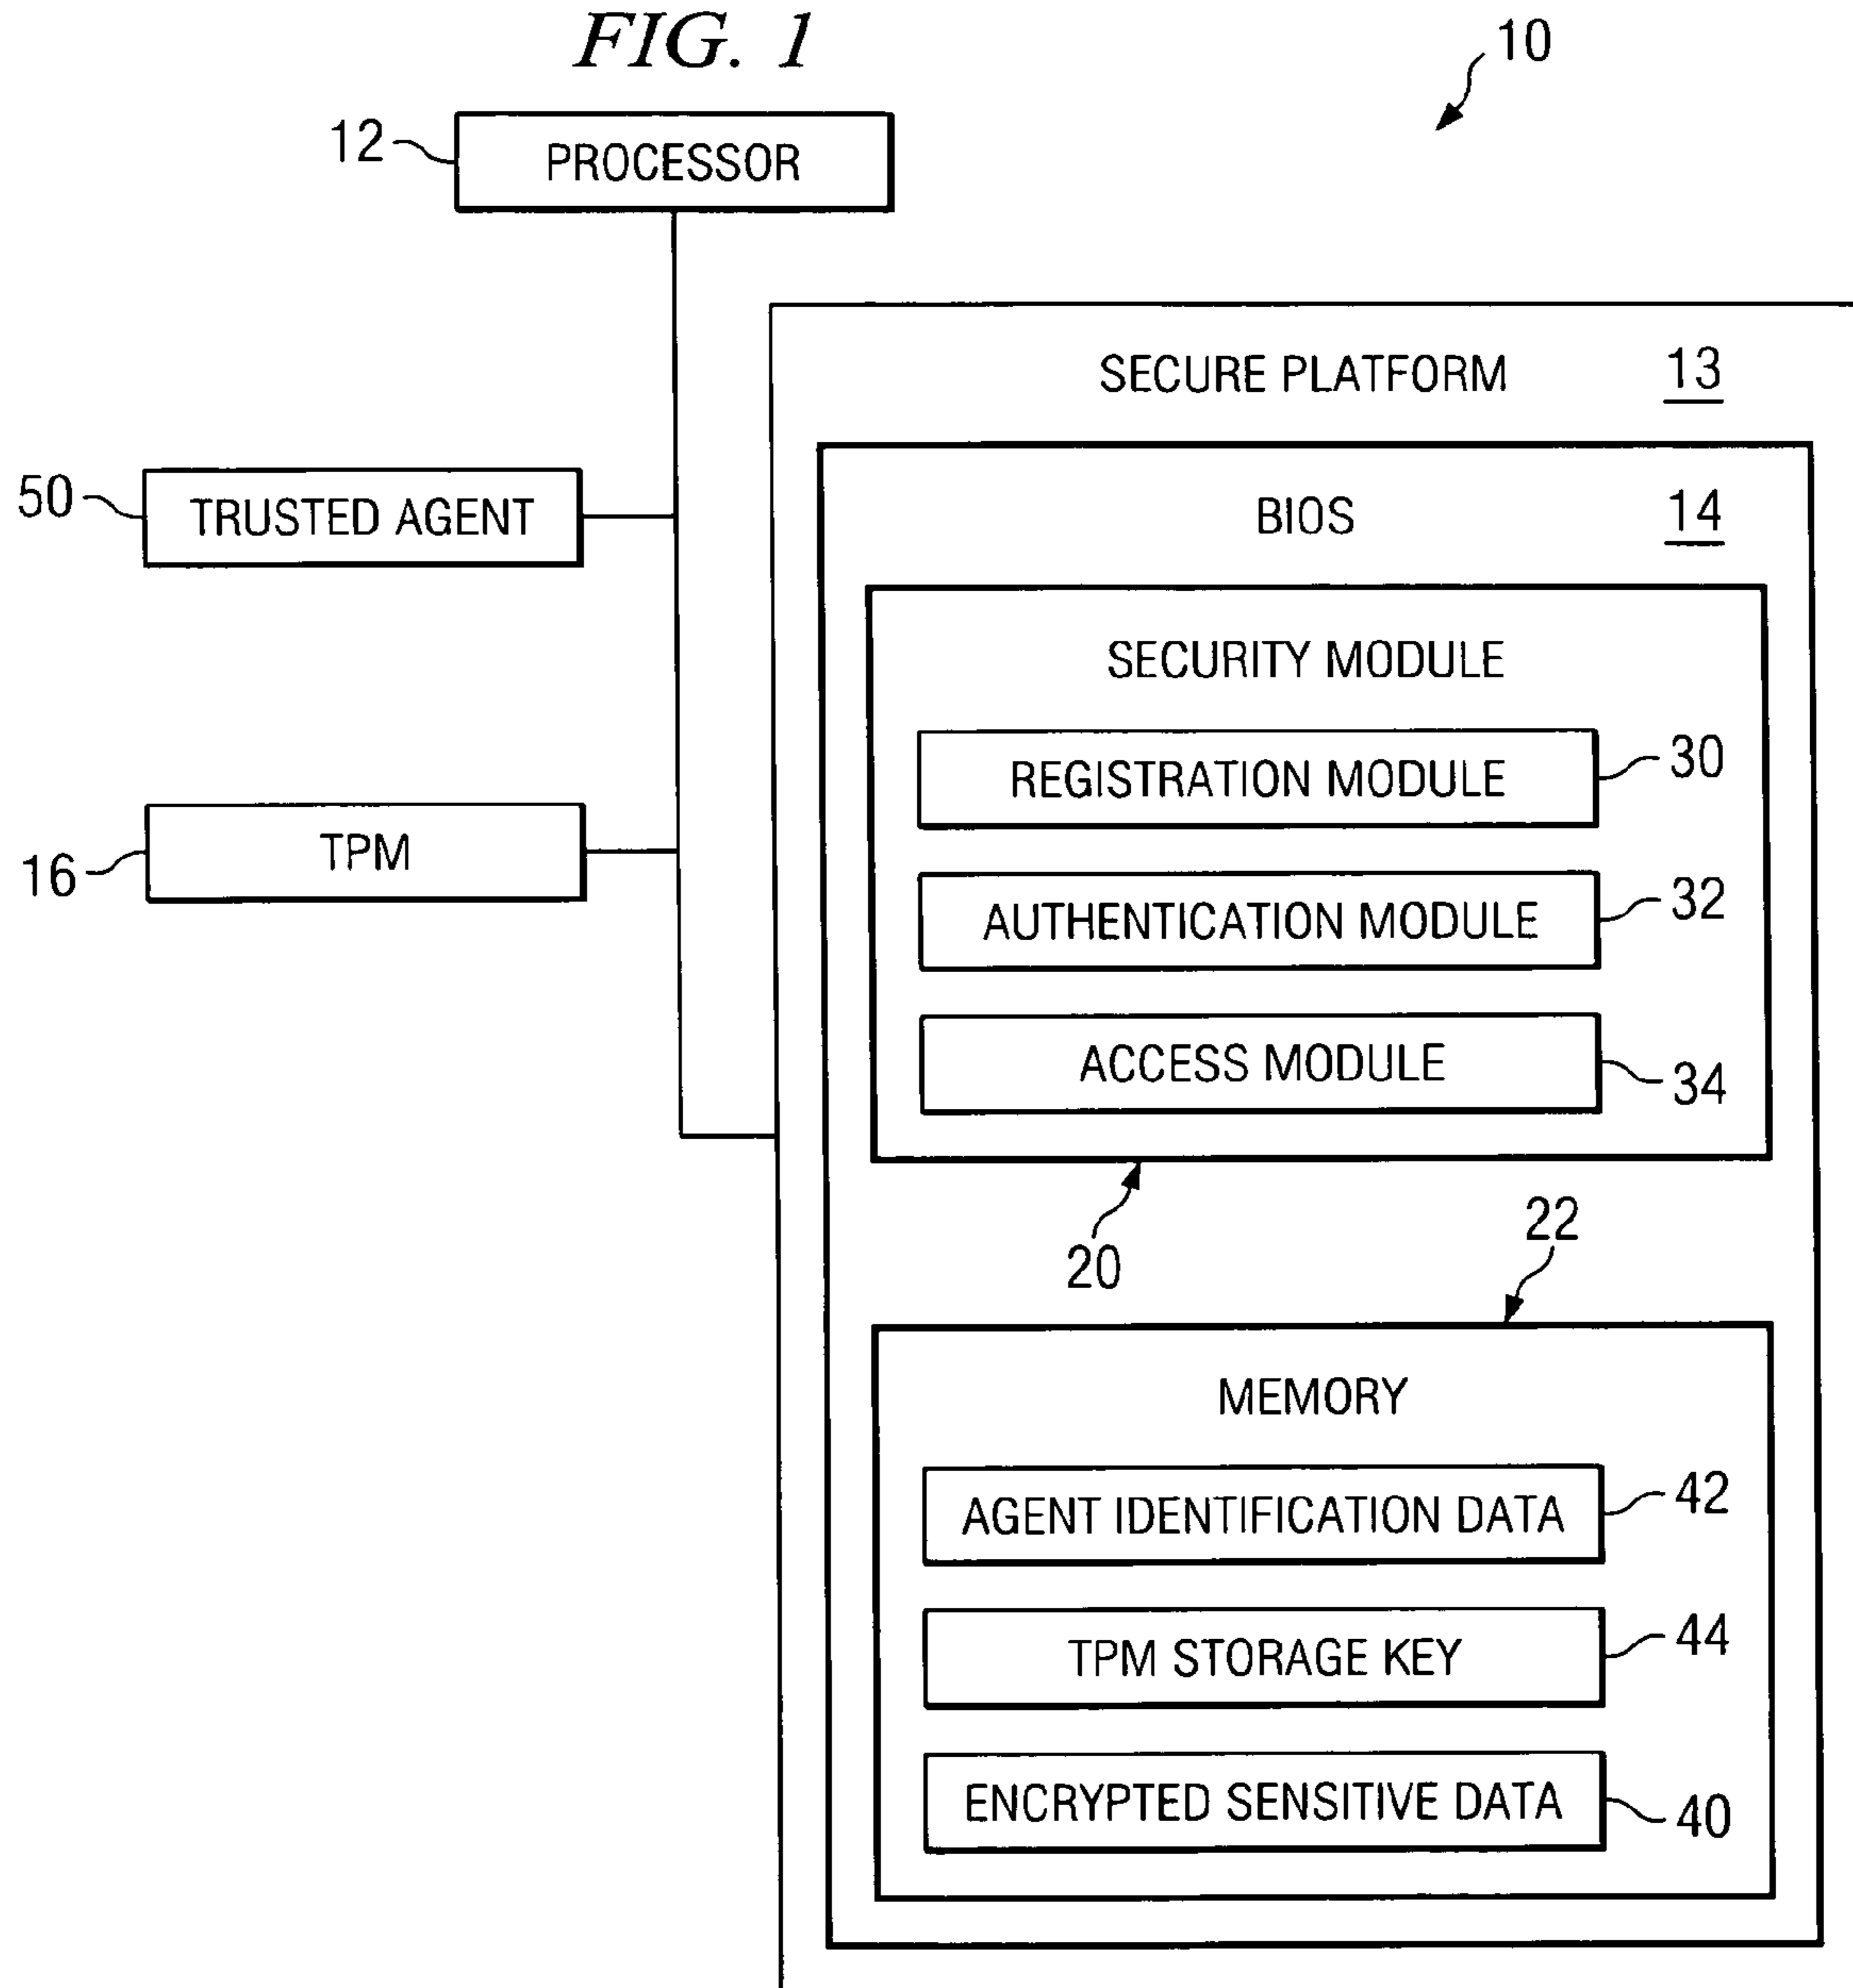 FIG. 1
10
12
PROCESSOR
SECURE PLATFORM 13
50
TRUSTED AGENT
BIOS 14
SECURITY MODULE
REGISTRATION MODULE 30
16
TPM
AUTHENTICATION MODULE 32
ACCESS MODULE 34
20
22
MEMORY
AGENT IDENTIFICATION DATA 42
TPM STORAGE KEY 44
ENCRYPTED SENSITIVE DATA 40